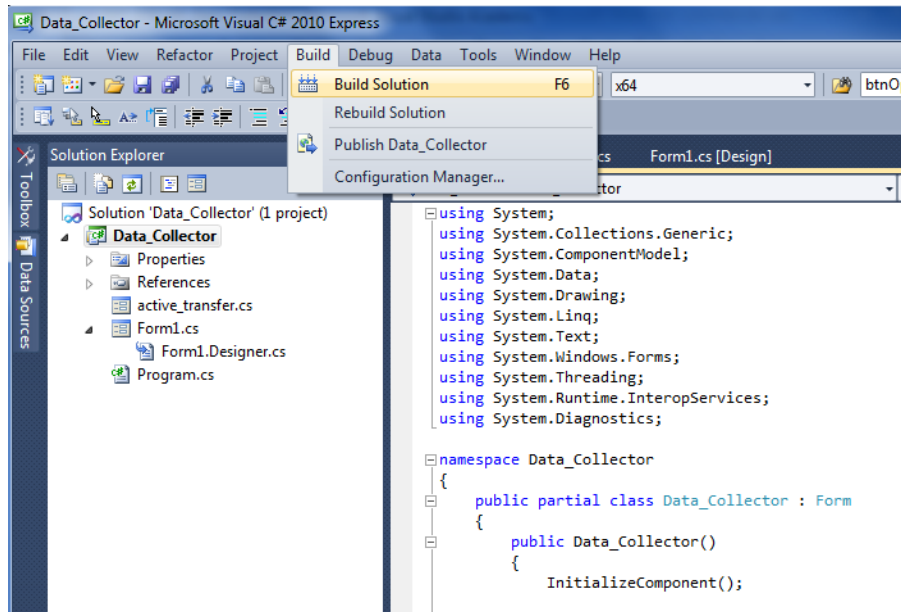 Data_Collector - Microsoft Visual C# 2010 Express
File Edit View Refactor Project Build Debug Data Tools Window Help
Build Solution F6
x64
btnO
Rebuild Solution
Publish Data_Collector
Configuration Manager...
Solution Explorer
cs Form1.cs [Design]
ctor
Toolbox
Data Sources
Solution 'Data_Collector' (1 project)
Data_Collector
Properties
References
active_transfer.cs
Form1.cs
Form1.Designer.cs
Program.cs
using System;
using System.Collections.Generic;
using System.ComponentModel;
using System.Data;
using System.Drawing;
using System.Linq;
using System.Text;
using System.Windows.Forms;
using System.Threading;
using System.Runtime.InteropServices;
using System.Diagnostics;
namespace Data_Collector
{
public partial class Data_Collector : Form
{
public Data_Collector()
{
InitializeComponent();